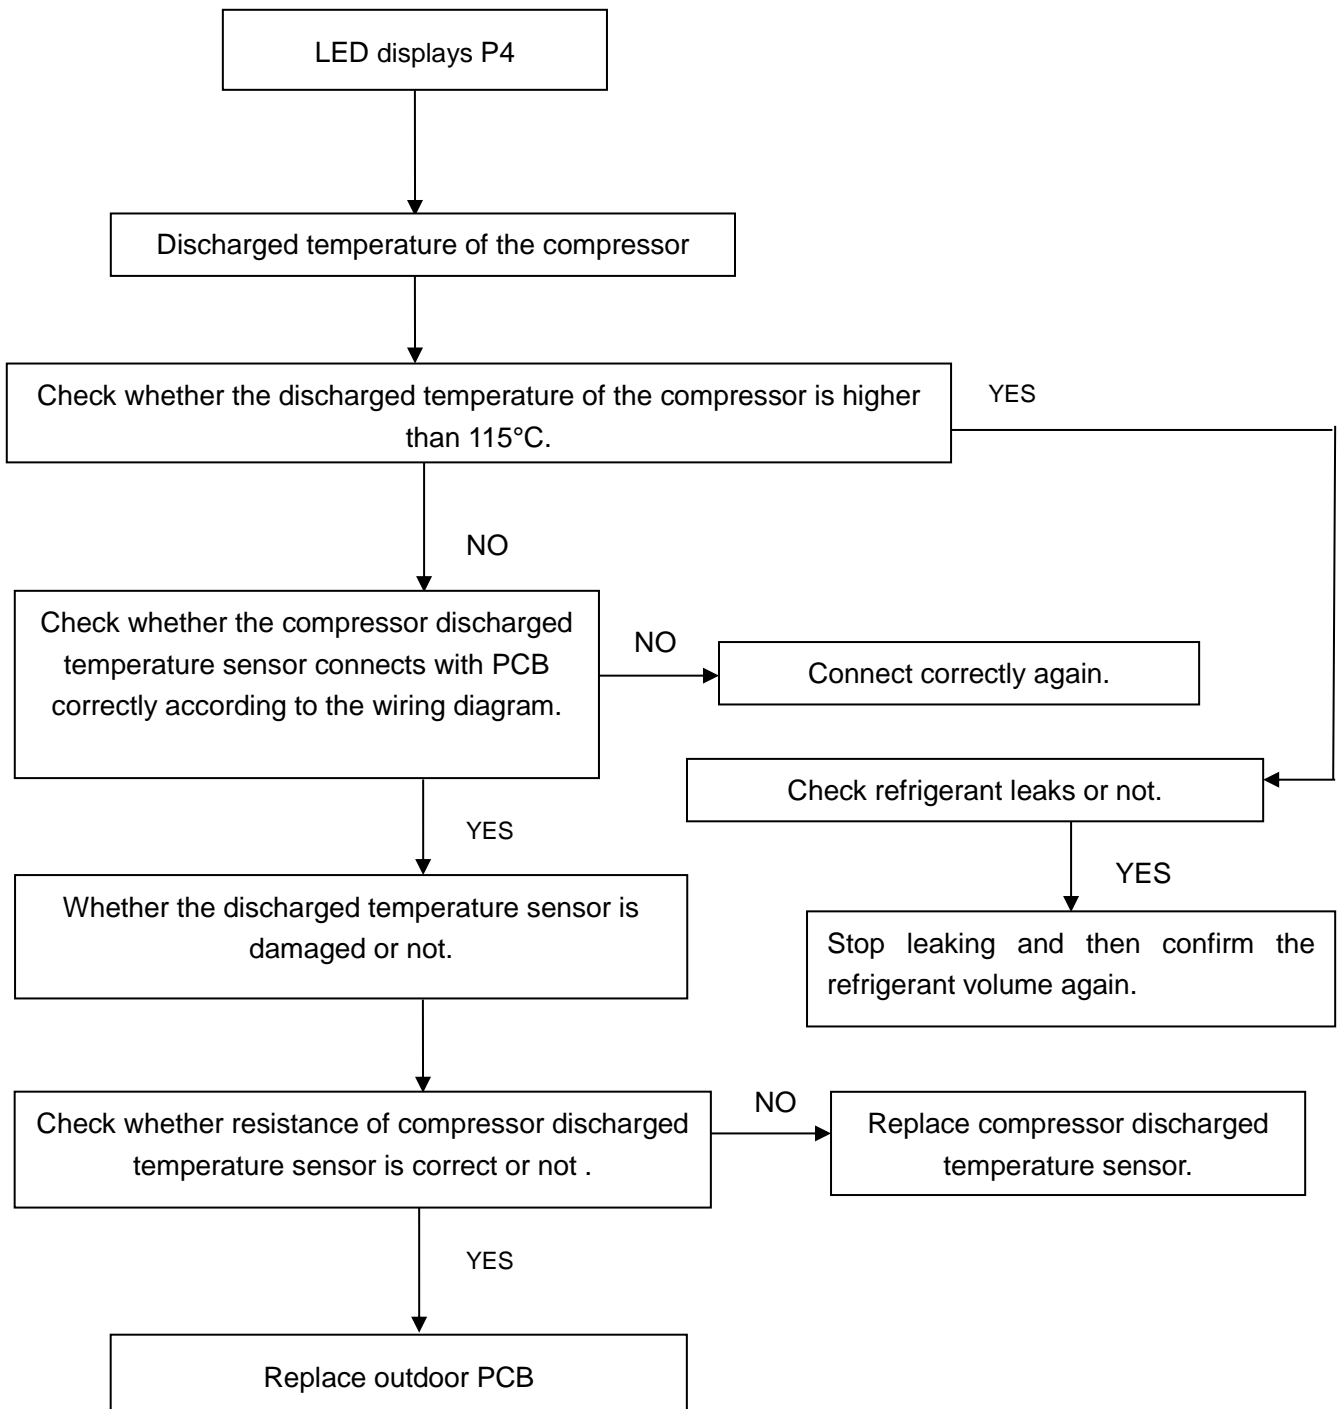 LED displays P4
Discharged temperature of the compressor
Check whether the discharged temperature of the compressor is higher
than 115°C.
YES
NO
Check whether the compressor discharged
temperature sensor connects with PCB
correctly according to the wiring diagram.
NO
Connect correctly again.
Check refrigerant leaks or not.
YES
YES
Whether the discharged temperature sensor is
damaged or not.
Stop leaking and then confirm the
refrigerant volume again.
Check whether resistance of compressor discharged
temperature sensor is correct or not .
NO
Replace compressor discharged
temperature sensor.
YES
Replace outdoor PCB